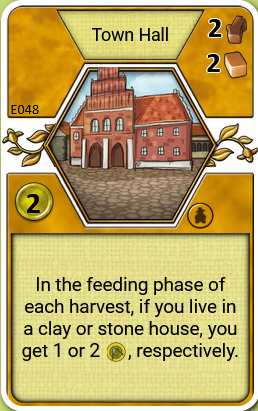 Town Hall
2
2
E048
2
In the feeding phase of
each harvest, if you live in
a clay or stone house, you
get 1 or 2 , respectively.